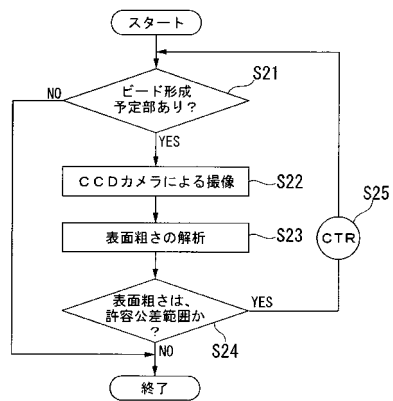 スタート
S21
NO
ビード形成
予定部あり?
YES
S25
CCDカメラによる撮像
S22
表面粗さの解析
S23
CTR
表面粗さは、
許容公差範囲か
?
YES
S24
NO
終了